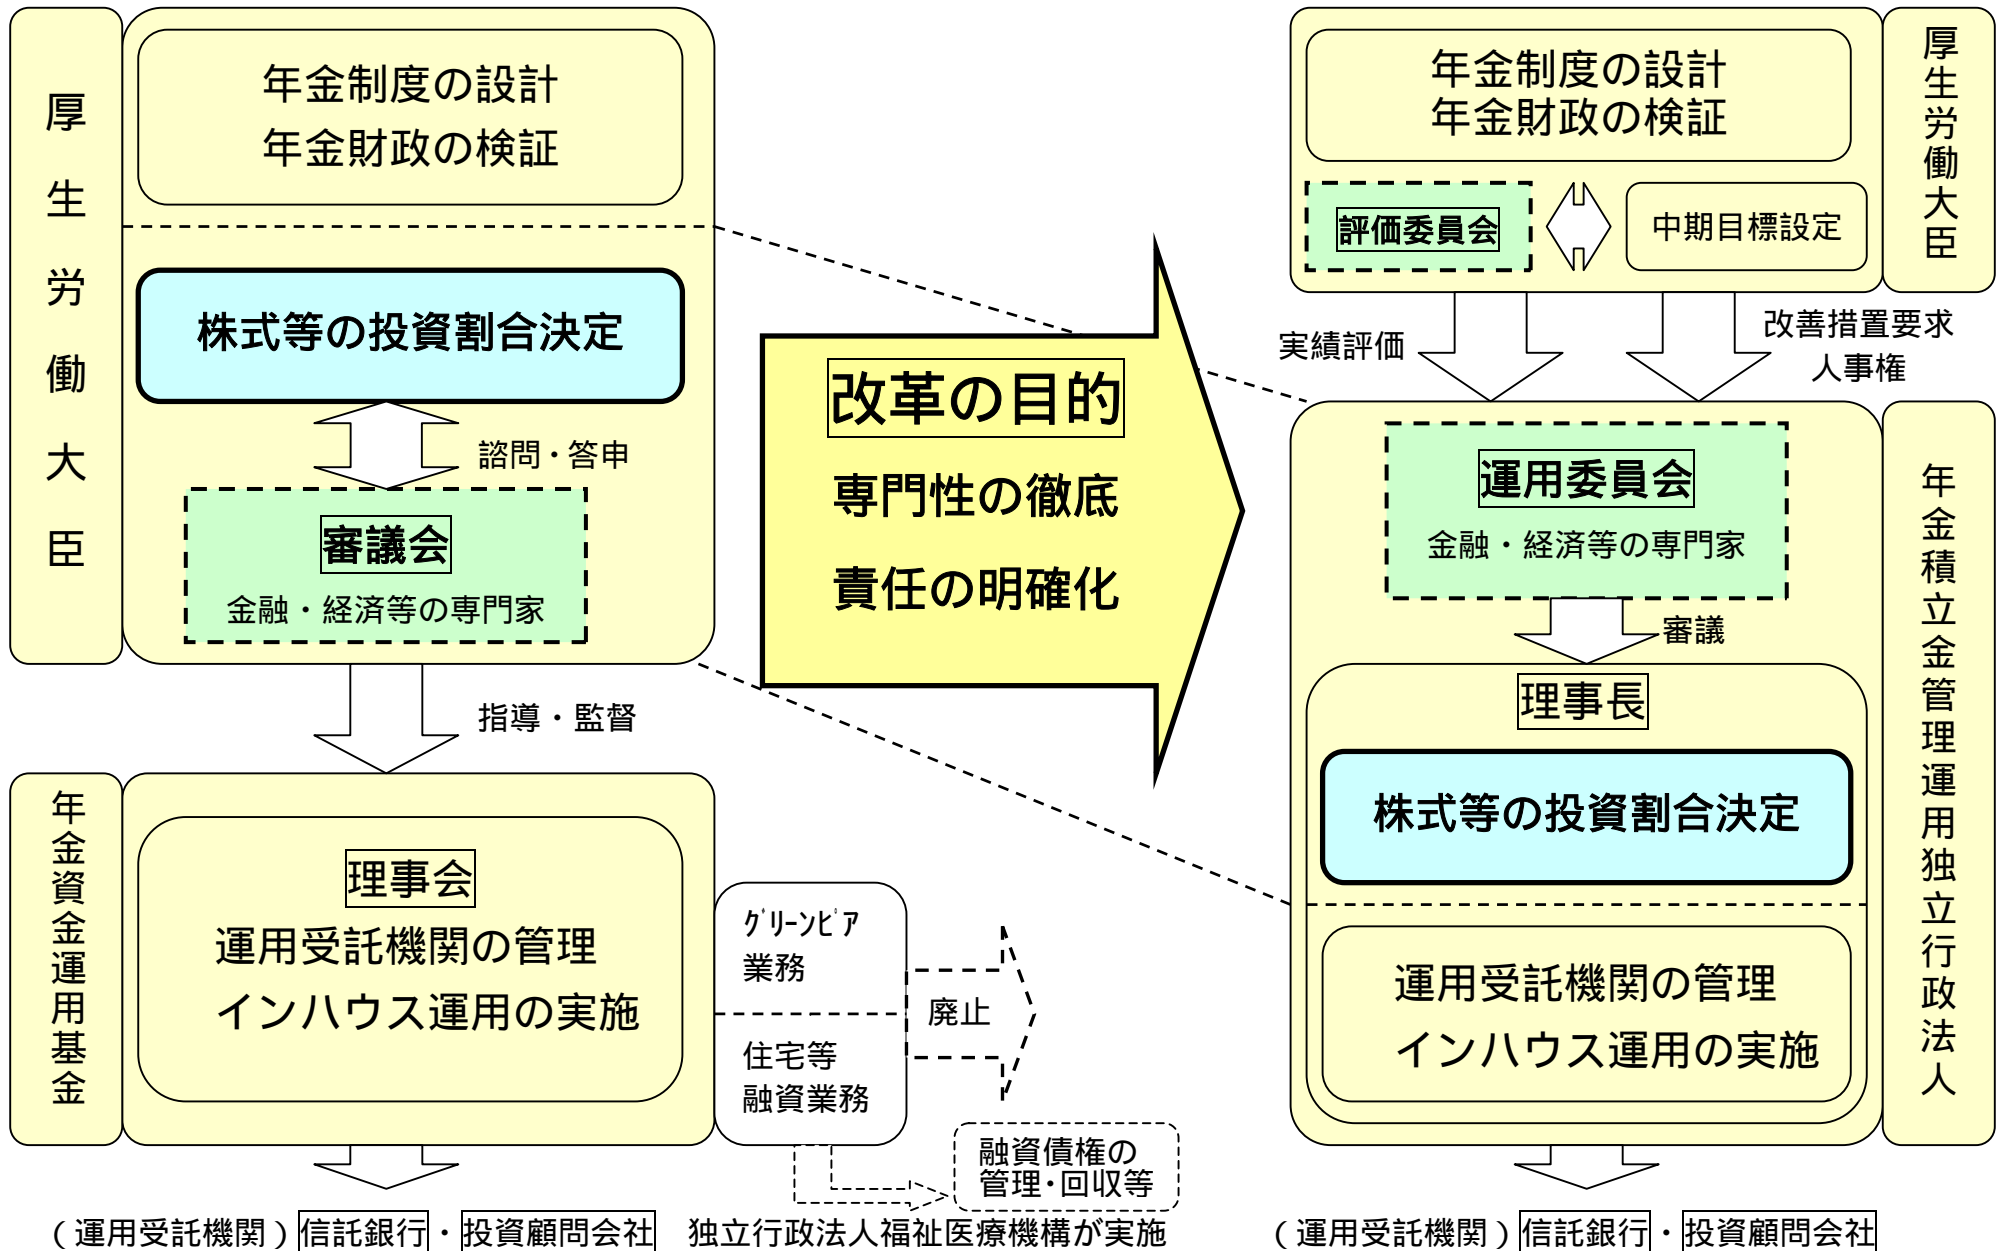 厚生労働大臣
年金制度の設計
年金財政の検証
株式等の投資割合決定
諮問・答申
審議会
金融・経済等の専門家
指導・監督
年金資金運用基金
理事会
運用受託機関の管理
インハウス運用の実施
ｸﾞﾘｰﾝﾋﾟｱ
業務
住宅等
融資業務
廃止
融資債権の
管理・回収等
独立行政法人福祉医療機構が実施
（運用受託機関）信託銀行・投資顧問会社
改革の目的
専門性の徹底
責任の明確化
厚生労働大臣
年金制度の設計
年金財政の検証
評価委員会
中期目標設定
実績評価
改善措置要求
人事権
年金積立金管理運用独立行政法人
運用委員会
金融・経済等の専門家
審議
理事長
株式等の投資割合決定
運用受託機関の管理
インハウス運用の実施
（運用受託機関）信託銀行・投資顧問会社